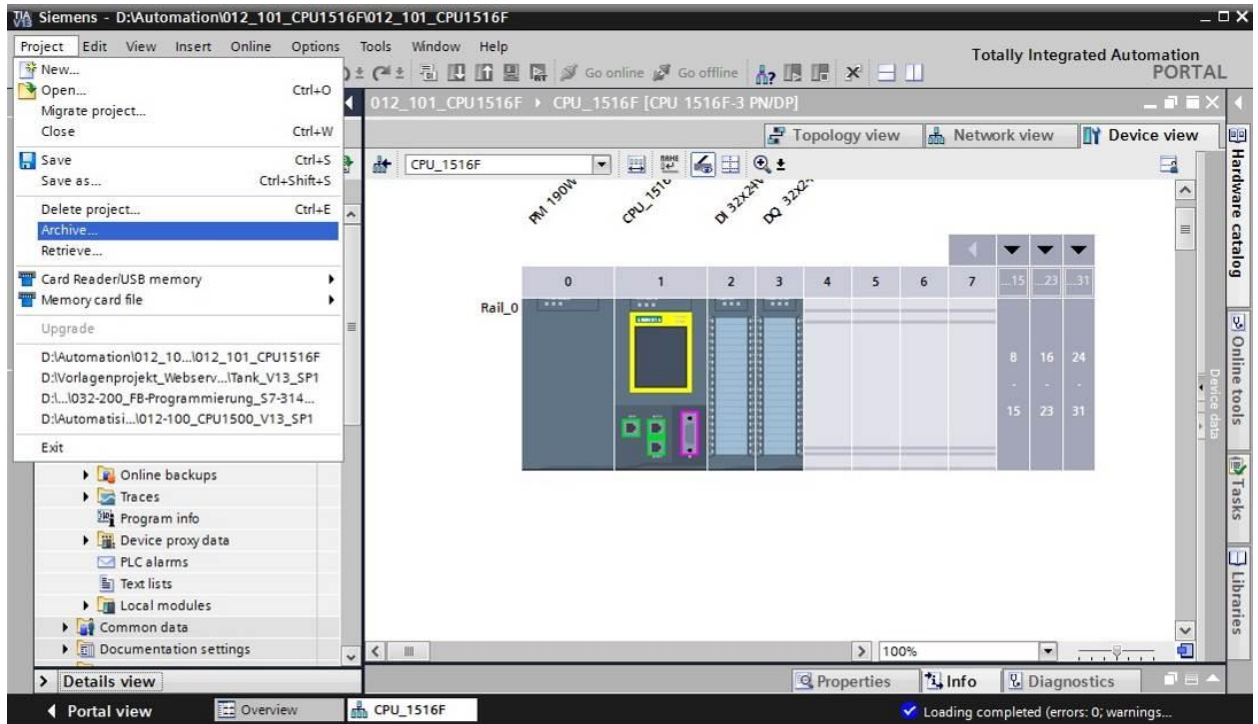 Siemens - D:\Automation\012_101_CPU1516F\012_101_CPU1516F
Project Edit View Insert Online Options Tools Window Help
Totally Integrated Automation
PORTAL
Go online Go offline
New...
Open... Ctrl+O
Migrate project...
Close Ctrl+W
Save Ctrl+S
Save as... Ctrl+Shift+S
Delete project... Ctrl+E
Archive...
Retrieve...
Card Reader/USB memory
Memory card file
Upgrade
D:\Automation\012_10...\012_101_CPU1516F
D:\Vorlagenprojekt_Webserv...\Tank_V13_SP1
D:\...\032-200_FB-Programmierung_S7-314...
D:\Automatisi...\012-100_CPU1500_V13_SP1
Exit
Online backups
Traces
Program info
Device proxy data
PLC alarms
Text lists
Local modules
Common data
Documentation settings
Details view
012_101_CPU1516F CPU_1516F [CPU 1516F-3 PN/DP]
Topology view Network view Device view
CPU_1516F
PM 190W CPU_1516 DI 32x24V DQ 32x2
0 1 2 3 4 5 6 7 ...15 ...23 ...31
Rail_0
8 16 24
- - -
15 23 31
100%
Device data
Hardware catalog
Online tools
Tasks
Libraries
Properties Info Diagnostics
Portal view Overview CPU_1516F Loading completed (errors: 0; warnings...